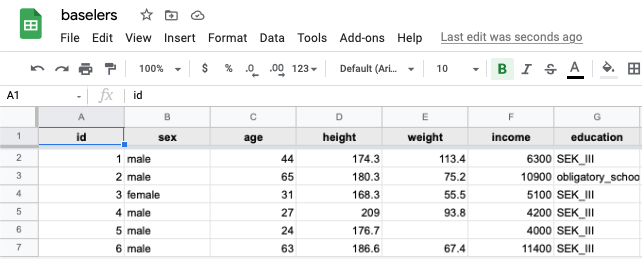 baselers
File Edit View Insert Format Data Tools Add-ons Help Last edit was seconds ago
100% $ % .0 .00 123 Default (Ari... 10 B I S A
A1 fx id
A B C D E F G
1 id sex age height weight income education
2 1 male 44 174.3 113.4 6300 SEK_III
3 2 male 65 180.3 75.2 10900 obligatory_schoo
4 3 female 31 168.3 55.5 5100 SEK_III
5 4 male 27 209 93.8 4200 SEK_III
6 5 male 24 176.7 4000 SEK_III
7 6 male 63 186.6 67.4 11400 SEK_III